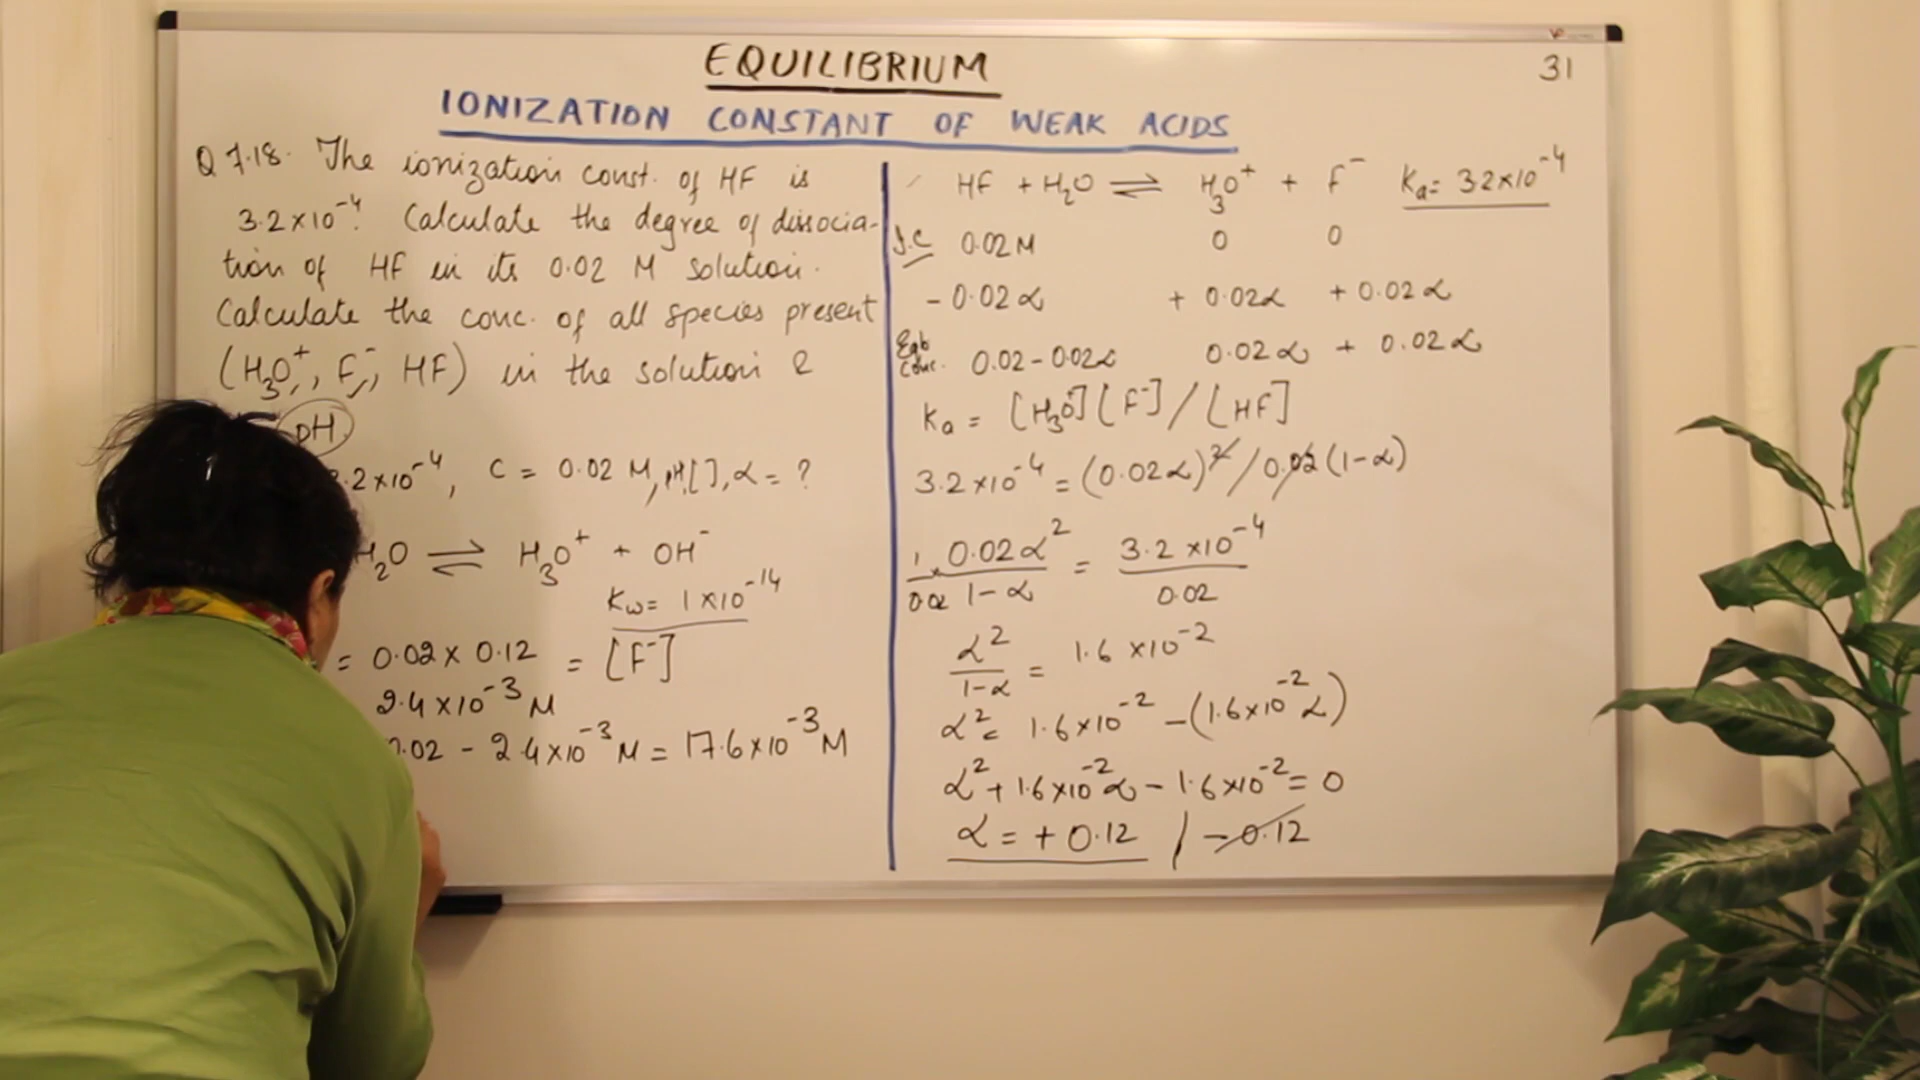 EQUILIBRIUM
31
IONIZATION CONSTANT OF WEAK ACIDS
Q 7.18. The ionization const. of HF is
3.2×10⁻⁴. Calculate the degree of dissocia-
tion of HF in its 0.02 M solution.
Calculate the conc. of all species present
(H₃O⁺, F⁻, HF) in the solution &
pH
.2×10⁻⁴, C = 0.02 M, pH, [ ], α = ?
H₂O ⇌ H₃O⁺ + OH⁻
Kw = 1×10⁻¹⁴
= 0.02 × 0.12 = [F⁻]
2.4×10⁻³ M
0.02 - 2.4×10⁻³ M = 17.6×10⁻³ M
HF + H₂O ⇌ H₃O⁺ + F⁻ Ka = 3.2×10⁻⁴
I.C 0.02 M 0 0
- 0.02α + 0.02α + 0.02α
Eqb conc. 0.02 - 0.02α 0.02α + 0.02α
Ka = [H₃O⁺][F⁻] / [HF]
3.2×10⁻⁴ = (0.02α)² / 0.02 (1-α)
1 × 0.02α² / 0.02 1-α = 3.2×10⁻⁴ / 0.02
α² / 1-α = 1.6×10⁻²
α² = 1.6×10⁻² - (1.6×10⁻²α)
α² + 1.6×10⁻²α - 1.6×10⁻² = 0
α = + 0.12 / - 0.12